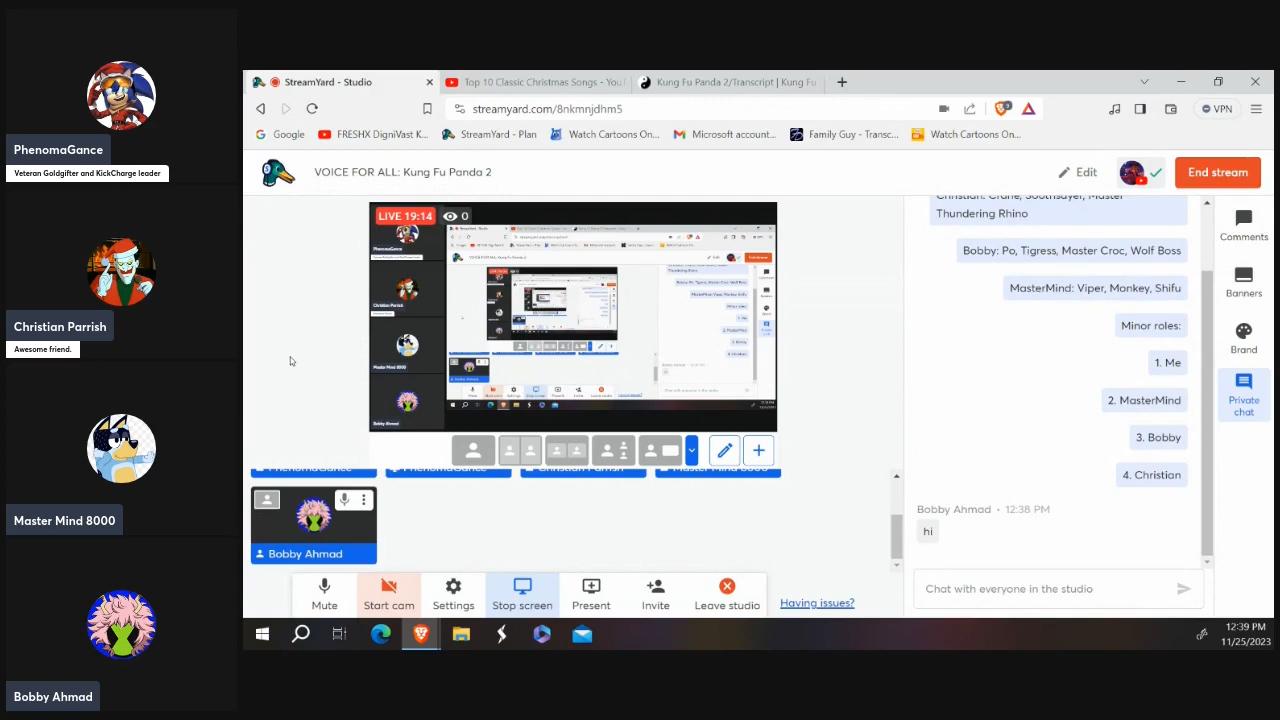 PhenomaGance
Veteran Goldgifter and KickCharge leader
Christian Parrish
Awesome friend.
Master Mind 8000
Bobby Ahmad
StreamYard - Studio
Top 10 Classic Christmas Songs - You
Kung Fu Panda 2/Transcript | Kung Fu
streamyard.com/8nkmnjdhm5
VPN
Google
FRESHX DigniVast K...
StreamYard - Plan
Watch Cartoons On...
Microsoft account...
Family Guy - Transc...
Watch Cartoons On...
VOICE FOR ALL: Kung Fu Panda 2
Edit
End stream
LIVE 19:14
0
PhenomaGance
Christian Parrish
Master Mind 8000
Bobby Ahmad
Bobby Ahmad
Christian: Crane, Soothsayer, Master
Thundering Rhino
MasterMind: Viper, Monkey, Shifu
Minor roles:
1. Me
2. MasterMind
3. Bobby
4. Christian
Bobby Ahmad • 12:38 PM
hi
Chat with everyone in the studio
Comments
Banners
Brand
Private
chat
Mute
Start cam
Settings
Stop screen
Present
Invite
Leave studio
Having issues?
12:39 PM
11/25/2023